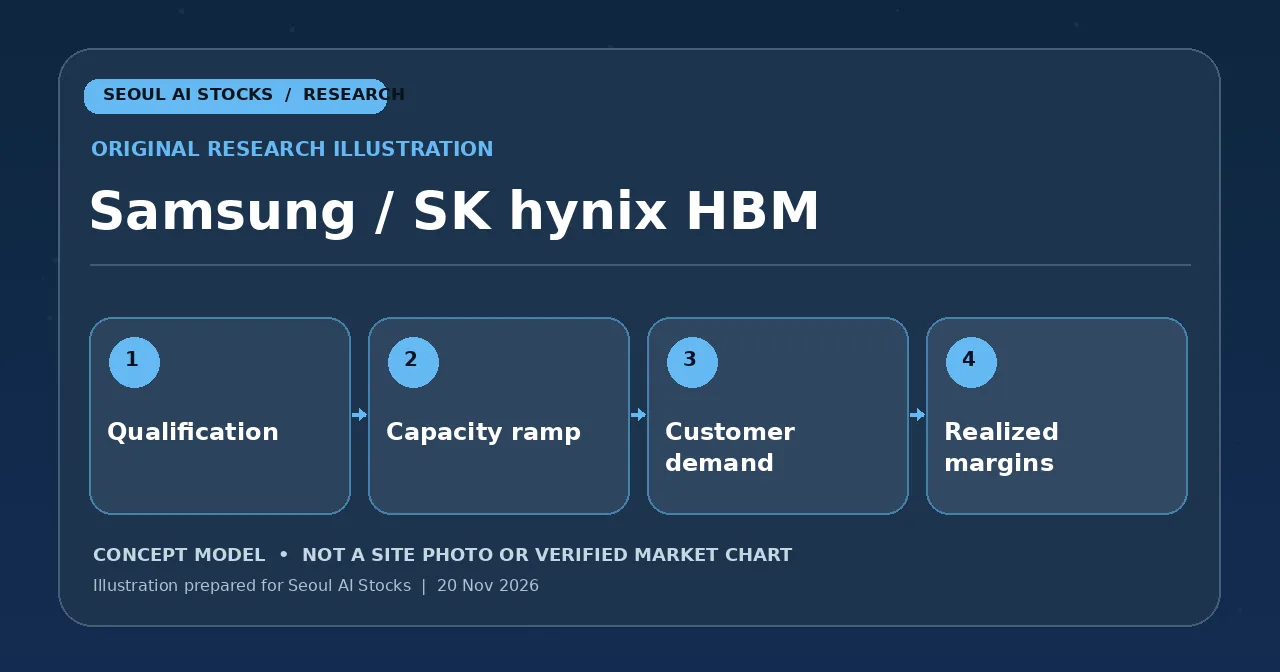 SEOUL AI STOCKS / RESEARCH
ORIGINAL RESEARCH ILLUSTRATION
Samsung / SK hynix HBM
1
Qualification
2
Capacity ramp
3
Customer
demand
4
Realized
margins
CONCEPT MODEL • NOT A SITE PHOTO OR VERIFIED MARKET CHART
Illustration prepared for Seoul AI Stocks | 20 Nov 2026